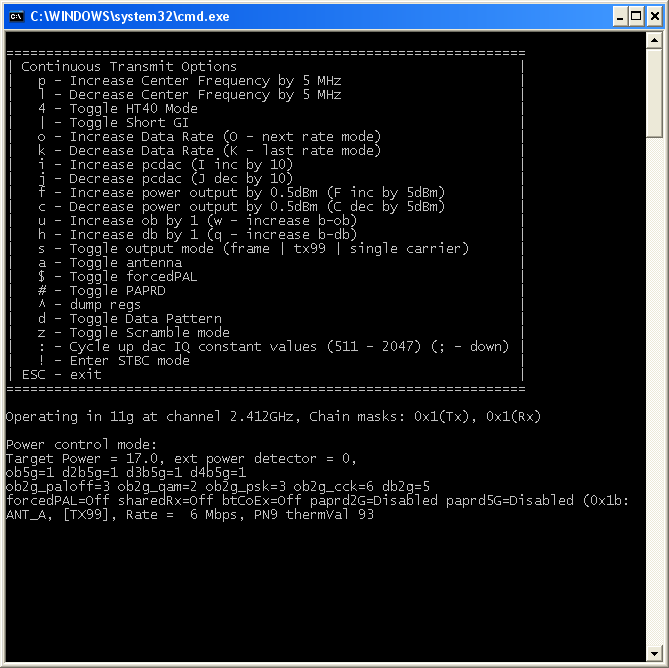 C:\WINDOWS\system32\cmd.exe
=================================================================
| Continuous Transmit Options                                    |
|   p - Increase Center Frequency by 5 MHz                       |
|   l - Decrease Center Frequency by 5 MHz                       |
|   4 - Toggle HT40 Mode                                         |
|   | - Toggle Short GI                                          |
|   o - Increase Data Rate (O - next rate mode)                  |
|   k - Decrease Data Rate (K - last rate mode)                  |
|   i - Increase pcdac (I inc by 10)                             |
|   j - Decrease pcdac (J dec by 10)                             |
|   f - Increase power output by 0.5dBm (F inc by 5dBm)          |
|   c - Decrease power output by 0.5dBm (C dec by 5dBm)          |
|   u - Increase ob by 1 (w - increase b-ob)                     |
|   h - Increase db by 1 (q - increase b-db)                     |
|   s - Toggle output mode (frame | tx99 | single carrier)       |
|   a - Toggle antenna                                           |
|   $ - Toggle forcedPAL                                         |
|   # - Toggle PAPRD                                             |
|   ^ - dump regs                                                |
|   d - Toggle Data Pattern                                      |
|   z - Toggle Scramble mode                                     |
|   : - Cycle up dac IQ constant values (511 - 2047) (; - down)  |
|   ! - Enter STBC mode                                          |
| ESC - exit                                                     |
=================================================================
Operating in 11g at channel 2.412GHz, Chain masks: 0x1(Tx), 0x1(Rx)
Power control mode:
Target Power = 17.0, ext power detector = 0,
ob5g=1 d2b5g=1 d3b5g=1 d4b5g=1
ob2g_paloff=3 ob2g_qam=2 ob2g_psk=3 ob2g_cck=6 db2g=5
forcedPAL=Off sharedRx=Off btCoEx=Off paprd2G=Disabled paprd5G=Disabled (0x1b:
ANT_A, [TX99], Rate =  6 Mbps, PN9 thermVal 93